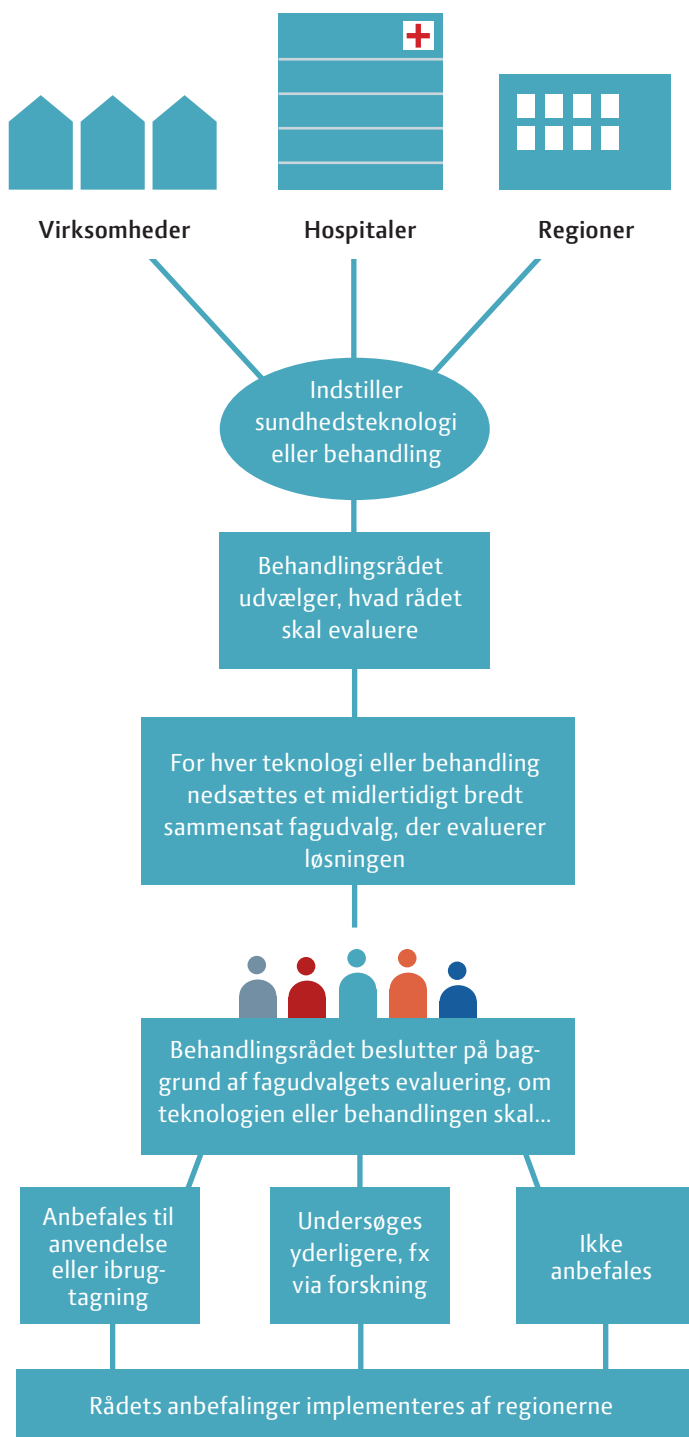 Virksomheder
Hospitaler
Regioner
Indstiller
sundhedsteknologi
eller behandling
Behandlingsrådet
udvælger, hvad rådet
skal evaluere
For hver teknologi eller behandling
nedsættes et midlertidigt bredt
sammensat fagudvalg, der evaluerer
løsningen
Behandlingsrådet beslutter på bag-
grund af fagudvalgets evaluering, om
teknologien eller behandlingen skal...
Anbefales til
anvendelse
eller ibrug-
tagning
Undersøges
yderligere, fx
via forskning
Ikke
anbefales
Rådets anbefalinger implementeres af regionerne